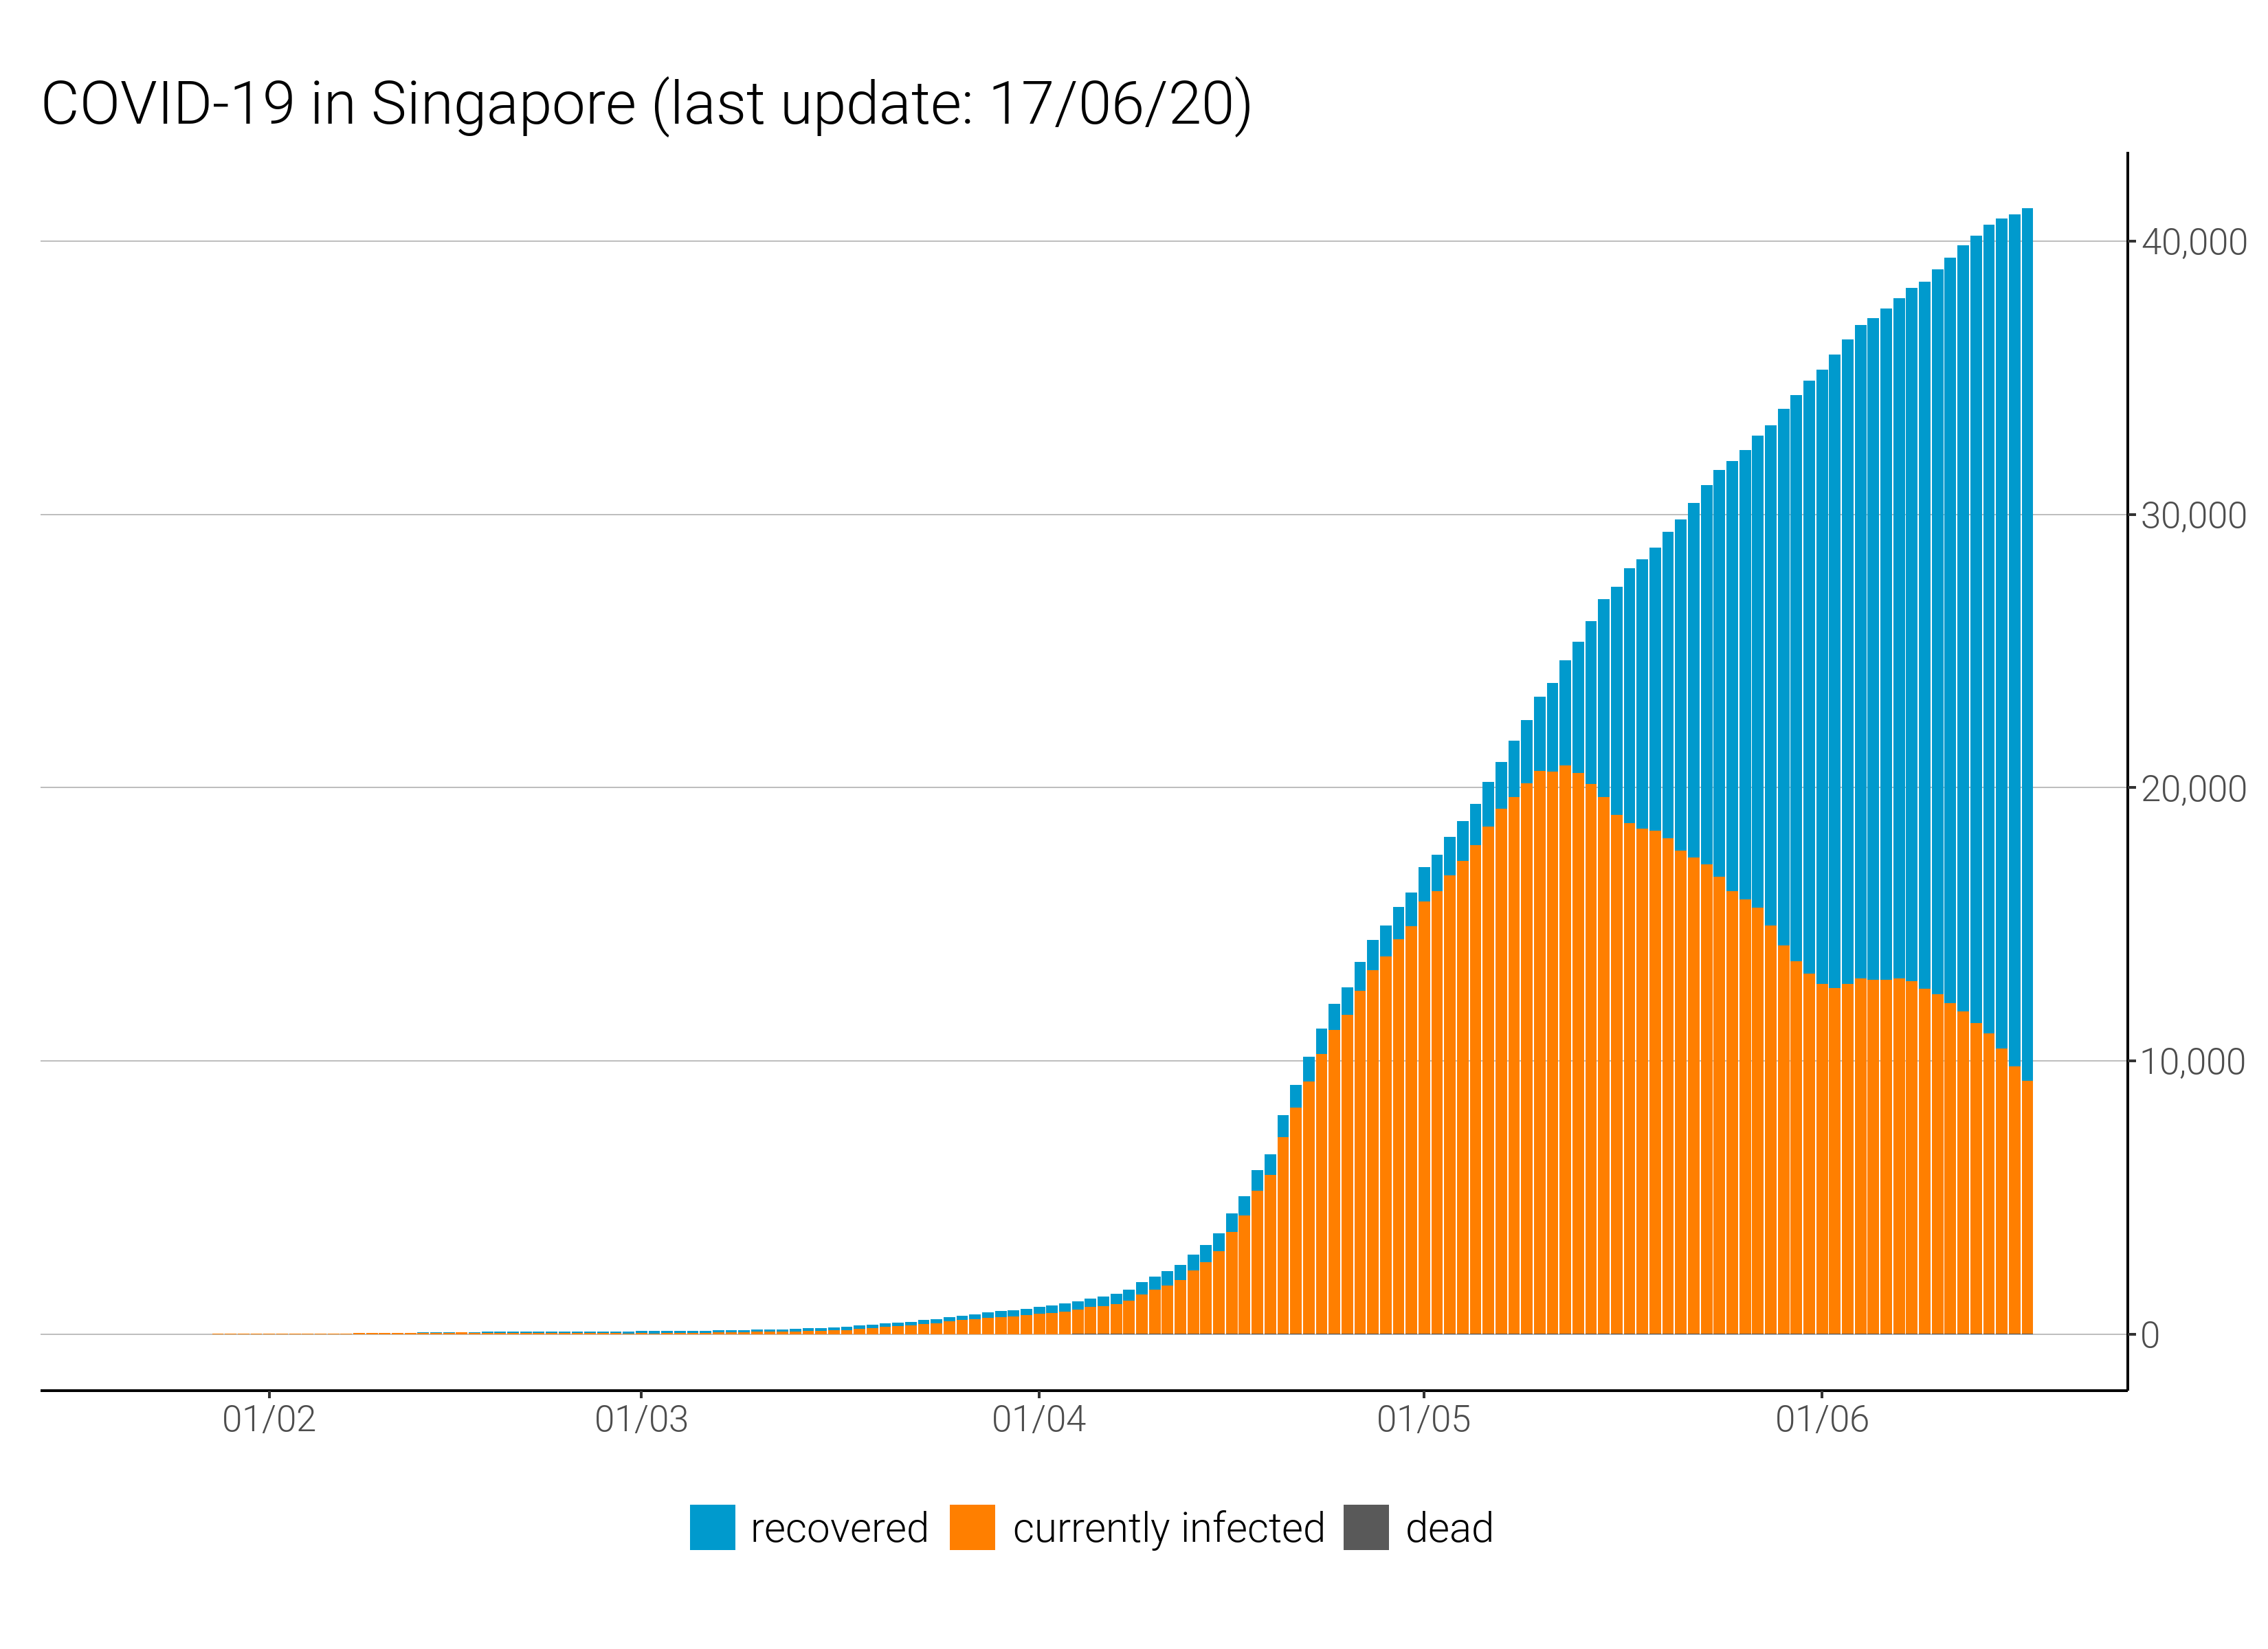 COVID-19 in Singapore (last update: 17/06/20)
40,000
30,000
20,000
10,000
0
01/02 01/03 01/04 01/05 01/06
recovered currently infected dead